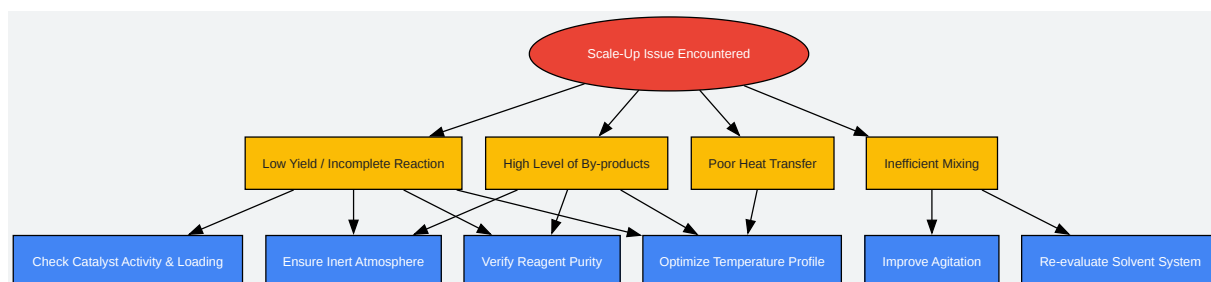 Scale-Up Issue Encountered
Low Yield / Incomplete Reaction
High Level of By-products
Poor Heat Transfer
Inefficient Mixing
Check Catalyst Activity & Loading
Ensure Inert Atmosphere
Verify Reagent Purity
Optimize Temperature Profile
Improve Agitation
Re-evaluate Solvent System